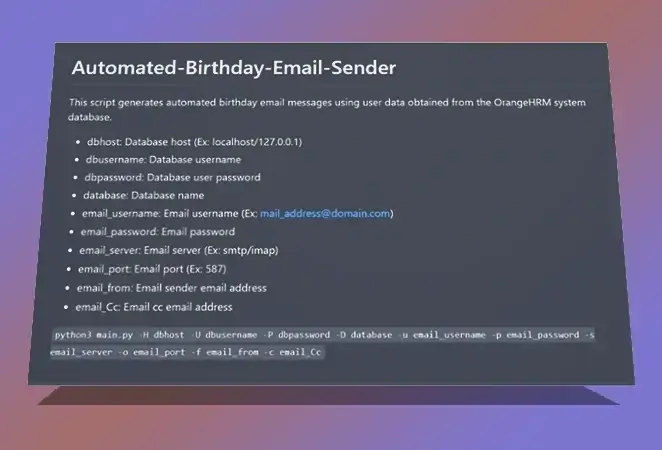 Automated-Birthday-Email-Sender
This script generates automated birthday email messages using user data obtained from the OrangeHRM system
database.
• dbhost: Database host (Ex: localhost/127.0.0.1)
• dbusername: Database username
• dbpassword: Database user password
• database: Database name
• email_username: Email username (Ex: mail_address@domain.com)
• email_password: Email password
• email_server: Email server (Ex: smtp/imap)
• email_port: Email port (Ex: 587)
• email_from: Email sender email address
• email_Cc: Email cc email address
python3 main.py -H dbhost -U dbusername -P dbpassword -D database -u email_username -p email_password -s
email_server -o email_port -f email_from -c email_Cc